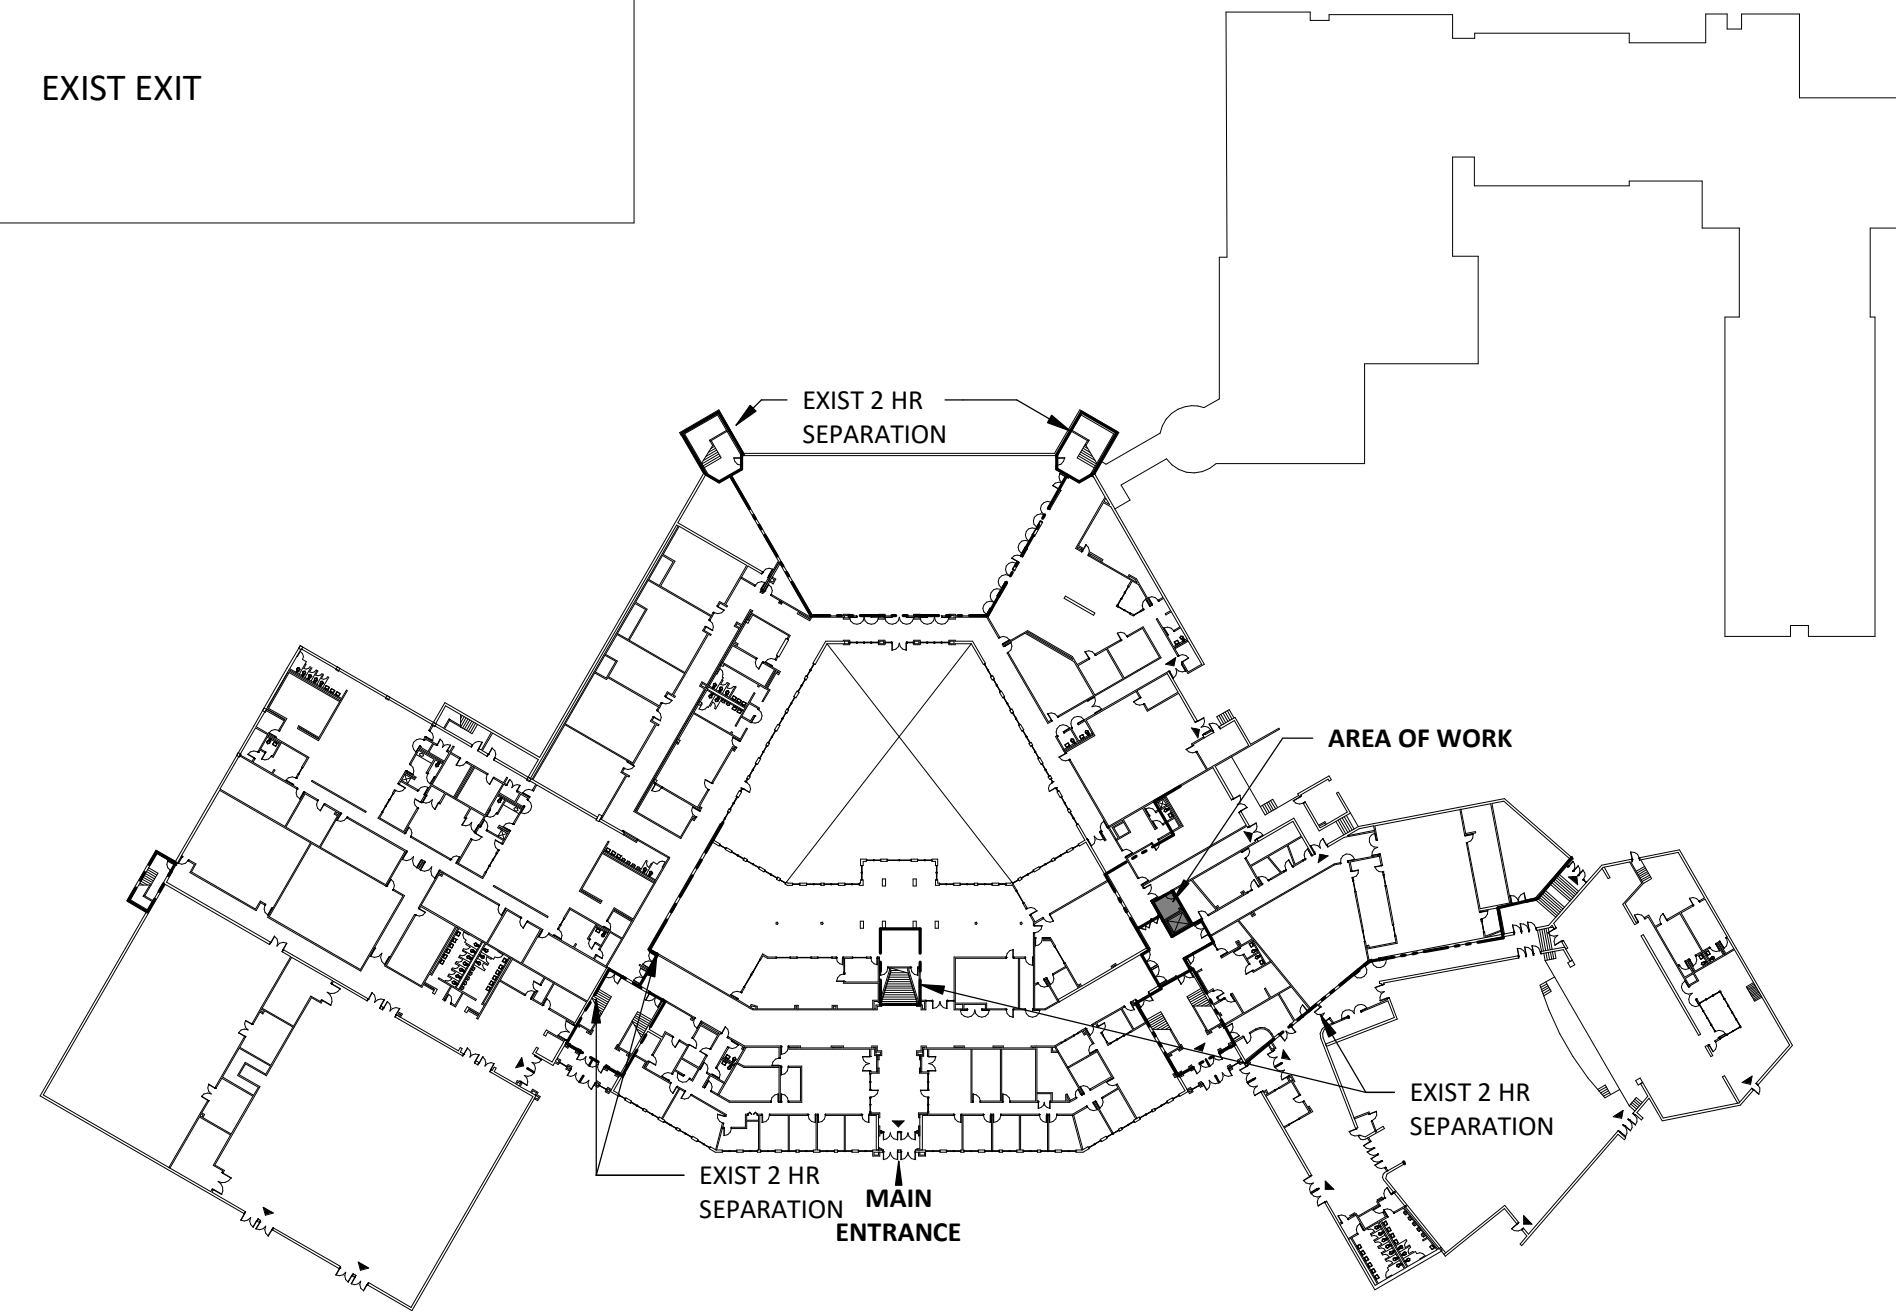 EXIST EXIT
EXIST 2 HR
SEPARATION
AREA OF WORK
EXIST 2 HR
SEPARATION
EXIST 2 HR
SEPARATION
MAIN
ENTRANCE